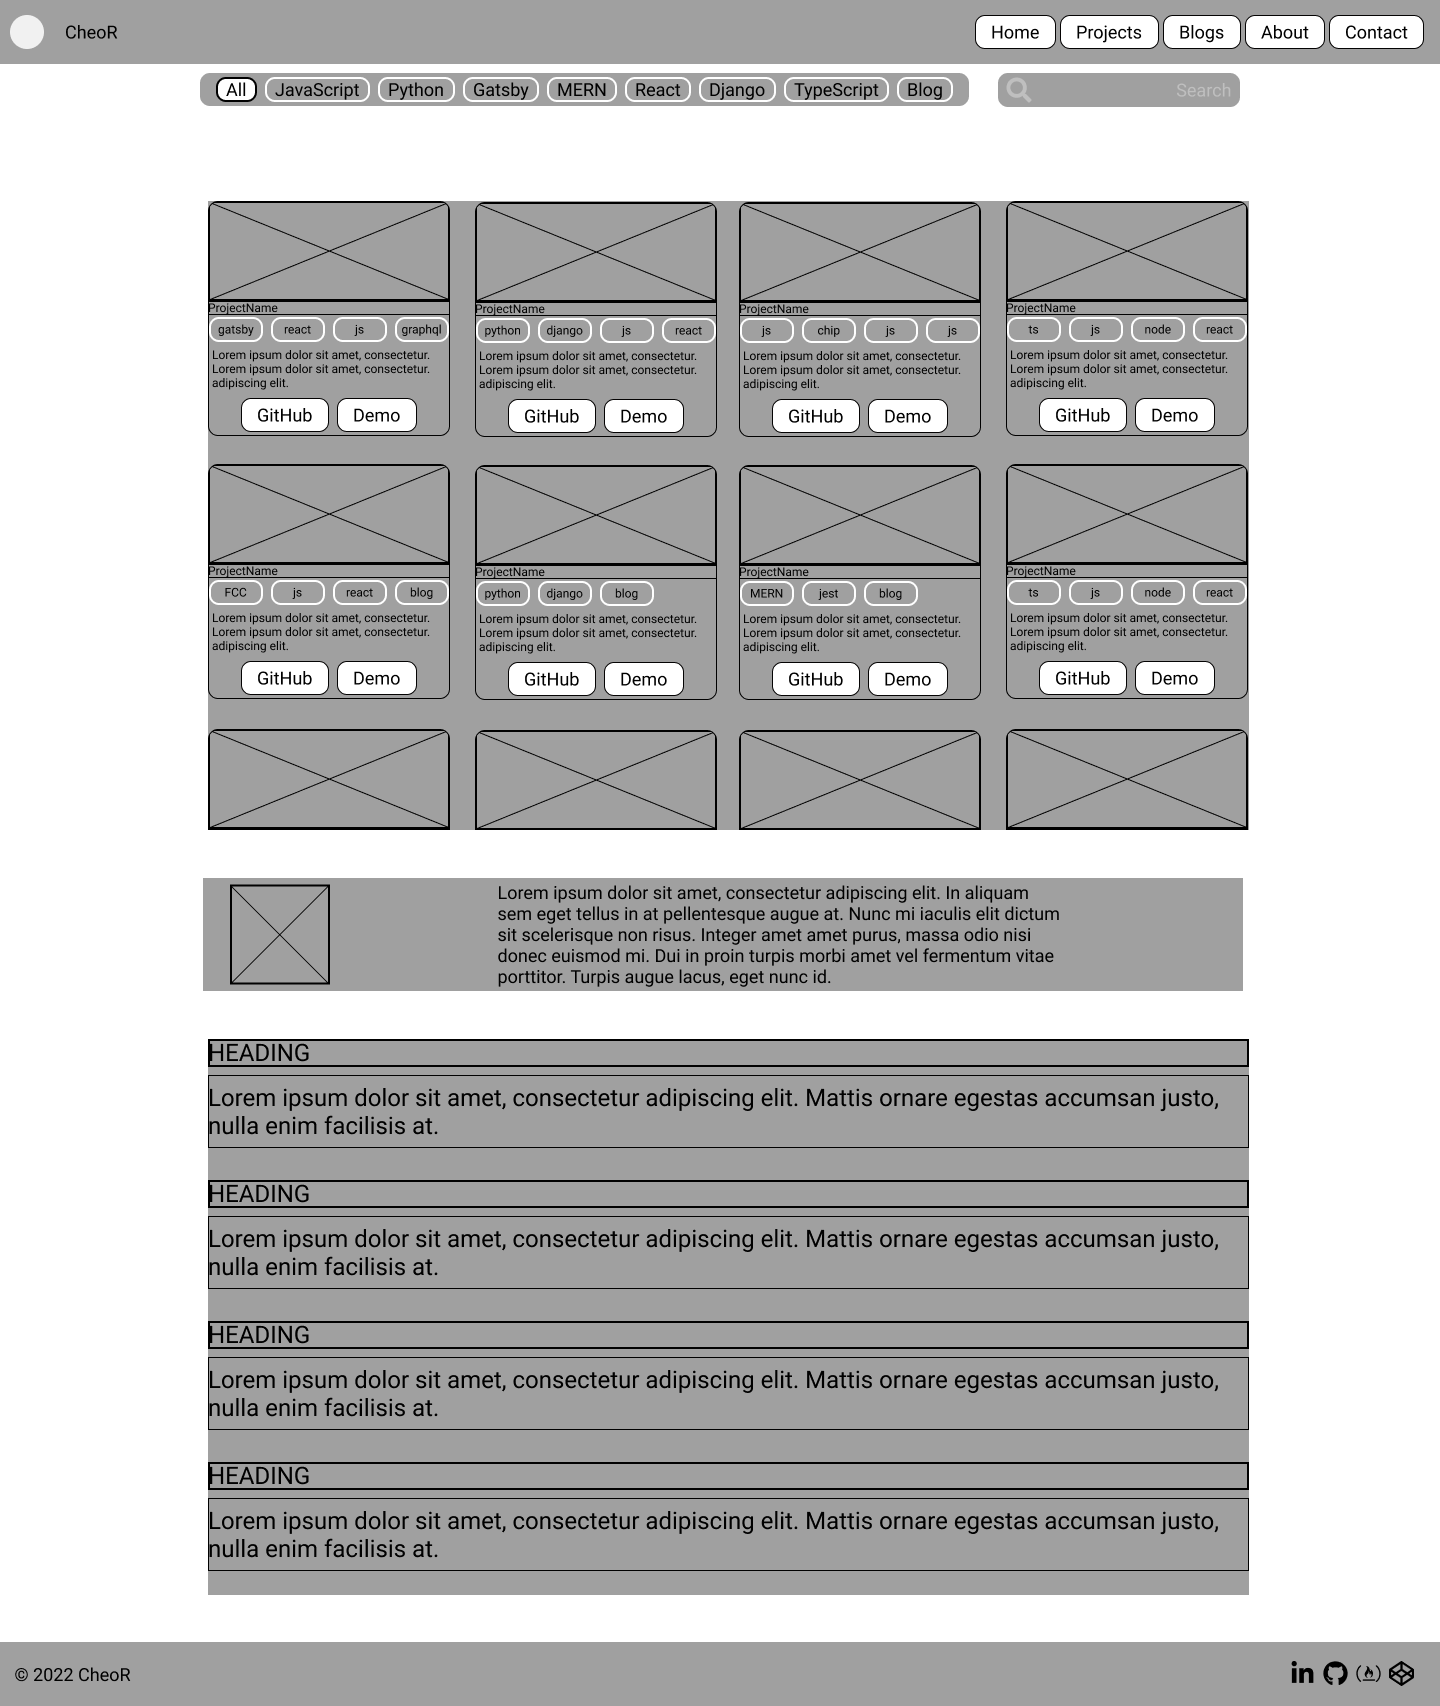 CheoR
Home Projects Blogs About Contact
All JavaScript Python Gatsby MERN React Django TypeScript Blog
Search
ProjectName
gatsby react js graphql
Lorem ipsum dolor sit amet, consectetur.
Lorem ipsum dolor sit amet, consectetur.
adipiscing elit.
GitHub Demo
ProjectName
python django js react
Lorem ipsum dolor sit amet, consectetur.
Lorem ipsum dolor sit amet, consectetur.
adipiscing elit.
GitHub Demo
ProjectName
js chip js js
Lorem ipsum dolor sit amet, consectetur.
Lorem ipsum dolor sit amet, consectetur.
adipiscing elit.
GitHub Demo
ProjectName
ts js node react
Lorem ipsum dolor sit amet, consectetur.
Lorem ipsum dolor sit amet, consectetur.
adipiscing elit.
GitHub Demo
ProjectName
FCC js react blog
Lorem ipsum dolor sit amet, consectetur.
Lorem ipsum dolor sit amet, consectetur.
adipiscing elit.
GitHub Demo
ProjectName
python django blog
Lorem ipsum dolor sit amet, consectetur.
Lorem ipsum dolor sit amet, consectetur.
adipiscing elit.
GitHub Demo
ProjectName
MERN jest blog
Lorem ipsum dolor sit amet, consectetur.
Lorem ipsum dolor sit amet, consectetur.
adipiscing elit.
GitHub Demo
ProjectName
ts js node react
Lorem ipsum dolor sit amet, consectetur.
Lorem ipsum dolor sit amet, consectetur.
adipiscing elit.
GitHub Demo
Lorem ipsum dolor sit amet, consectetur adipiscing elit. In aliquam
sem eget tellus in at pellentesque augue at. Nunc mi iaculis elit dictum
sit scelerisque non risus. Integer amet amet purus, massa odio nisi
donec euismod mi. Dui in proin turpis morbi amet vel fermentum vitae
porttitor. Turpis augue lacus, eget nunc id.
HEADING
Lorem ipsum dolor sit amet, consectetur adipiscing elit. Mattis ornare egestas accumsan justo,
nulla enim facilisis at.
HEADING
Lorem ipsum dolor sit amet, consectetur adipiscing elit. Mattis ornare egestas accumsan justo,
nulla enim facilisis at.
HEADING
Lorem ipsum dolor sit amet, consectetur adipiscing elit. Mattis ornare egestas accumsan justo,
nulla enim facilisis at.
HEADING
Lorem ipsum dolor sit amet, consectetur adipiscing elit. Mattis ornare egestas accumsan justo,
nulla enim facilisis at.
© 2022 CheoR
in